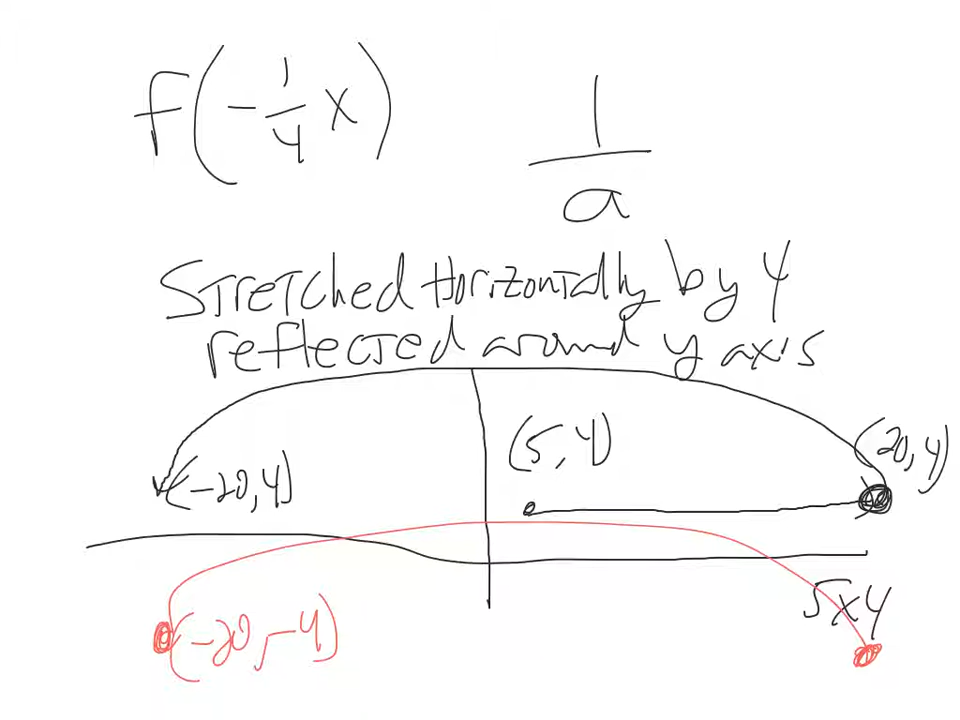 f(-1/4 x)
1/a
Stretched Horizontally by 4
reflected around y axis
(5,4)
(20,4)
(-20,4)
5x4
(-20,-4)